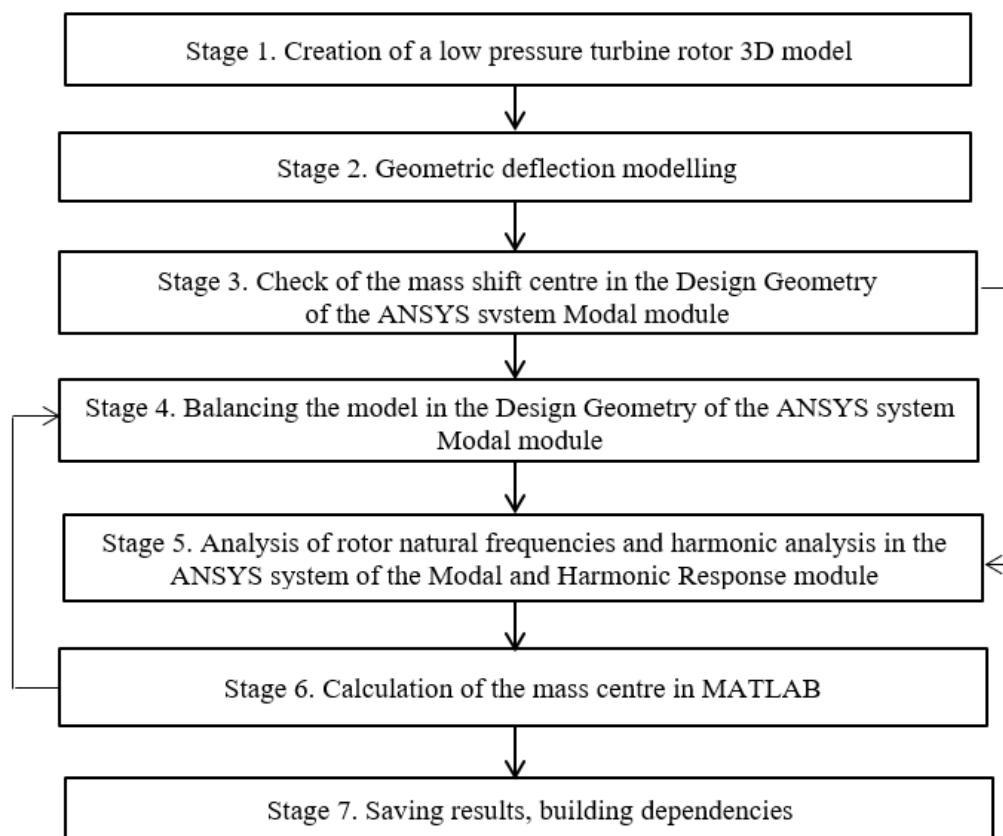 Stage 1. Creation of a low pressure turbine rotor 3D model
Stage 2. Geometric deflection modelling
Stage 3. Check of the mass shift centre in the Design Geometry
of the ANSYS svstem Modal module
Stage 4. Balancing the model in the Design Geometry of the ANSYS system
Modal module
Stage 5. Analysis of rotor natural frequencies and harmonic analysis in the
ANSYS system of the Modal and Harmonic Response module
Stage 6. Calculation of the mass centre in MATLAB
Stage 7. Saving results, building dependencies